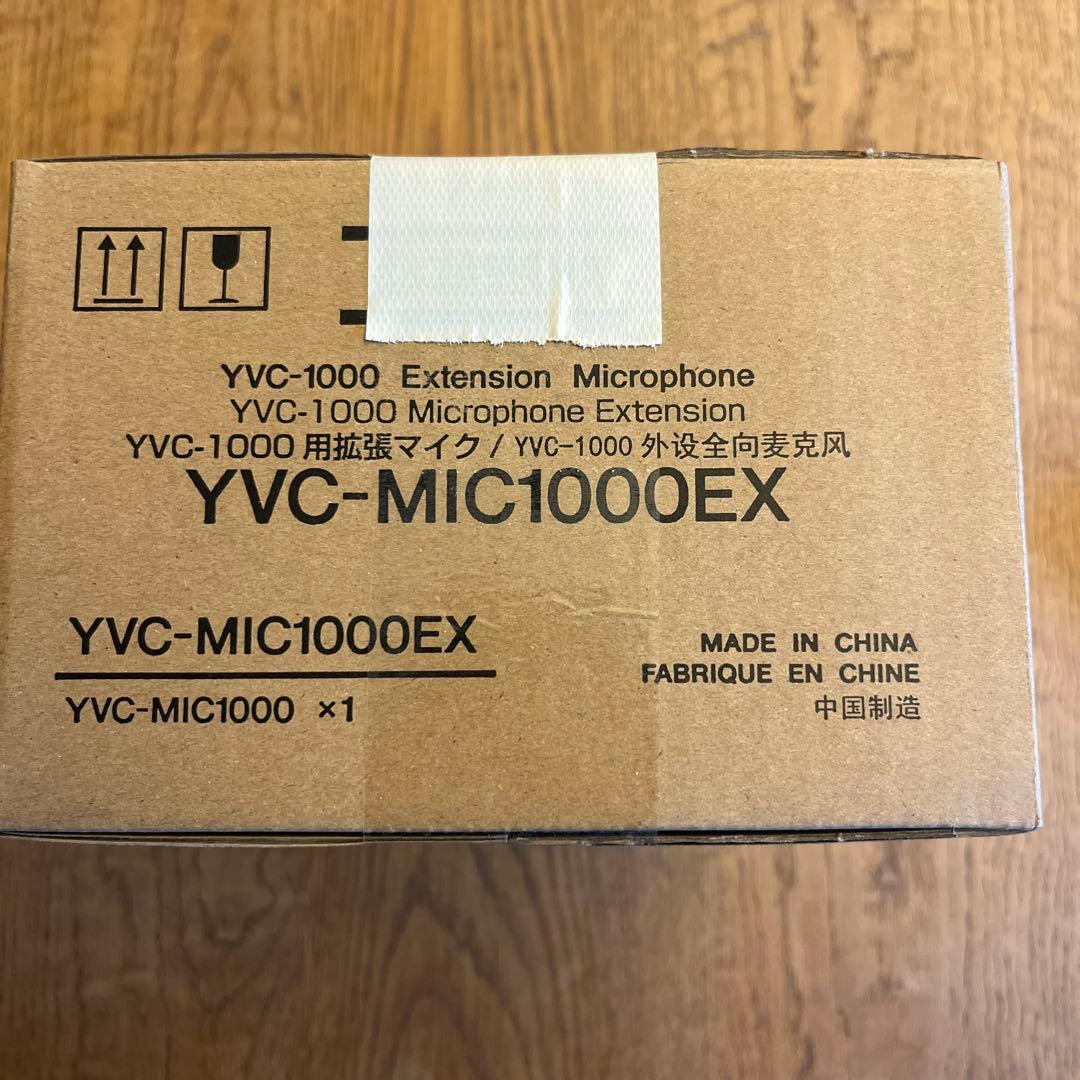 YVC-1000 Extension Microphone
YVC-1000 Microphone Extension
YVC-1000 用拡張マイク / YVC-1000 外设全向麦克风
YVC-MIC1000EX
YVC-MIC1000EX
YVC-MIC1000 ×1
MADE IN CHINA
FABRIQUE EN CHINE
中国制造